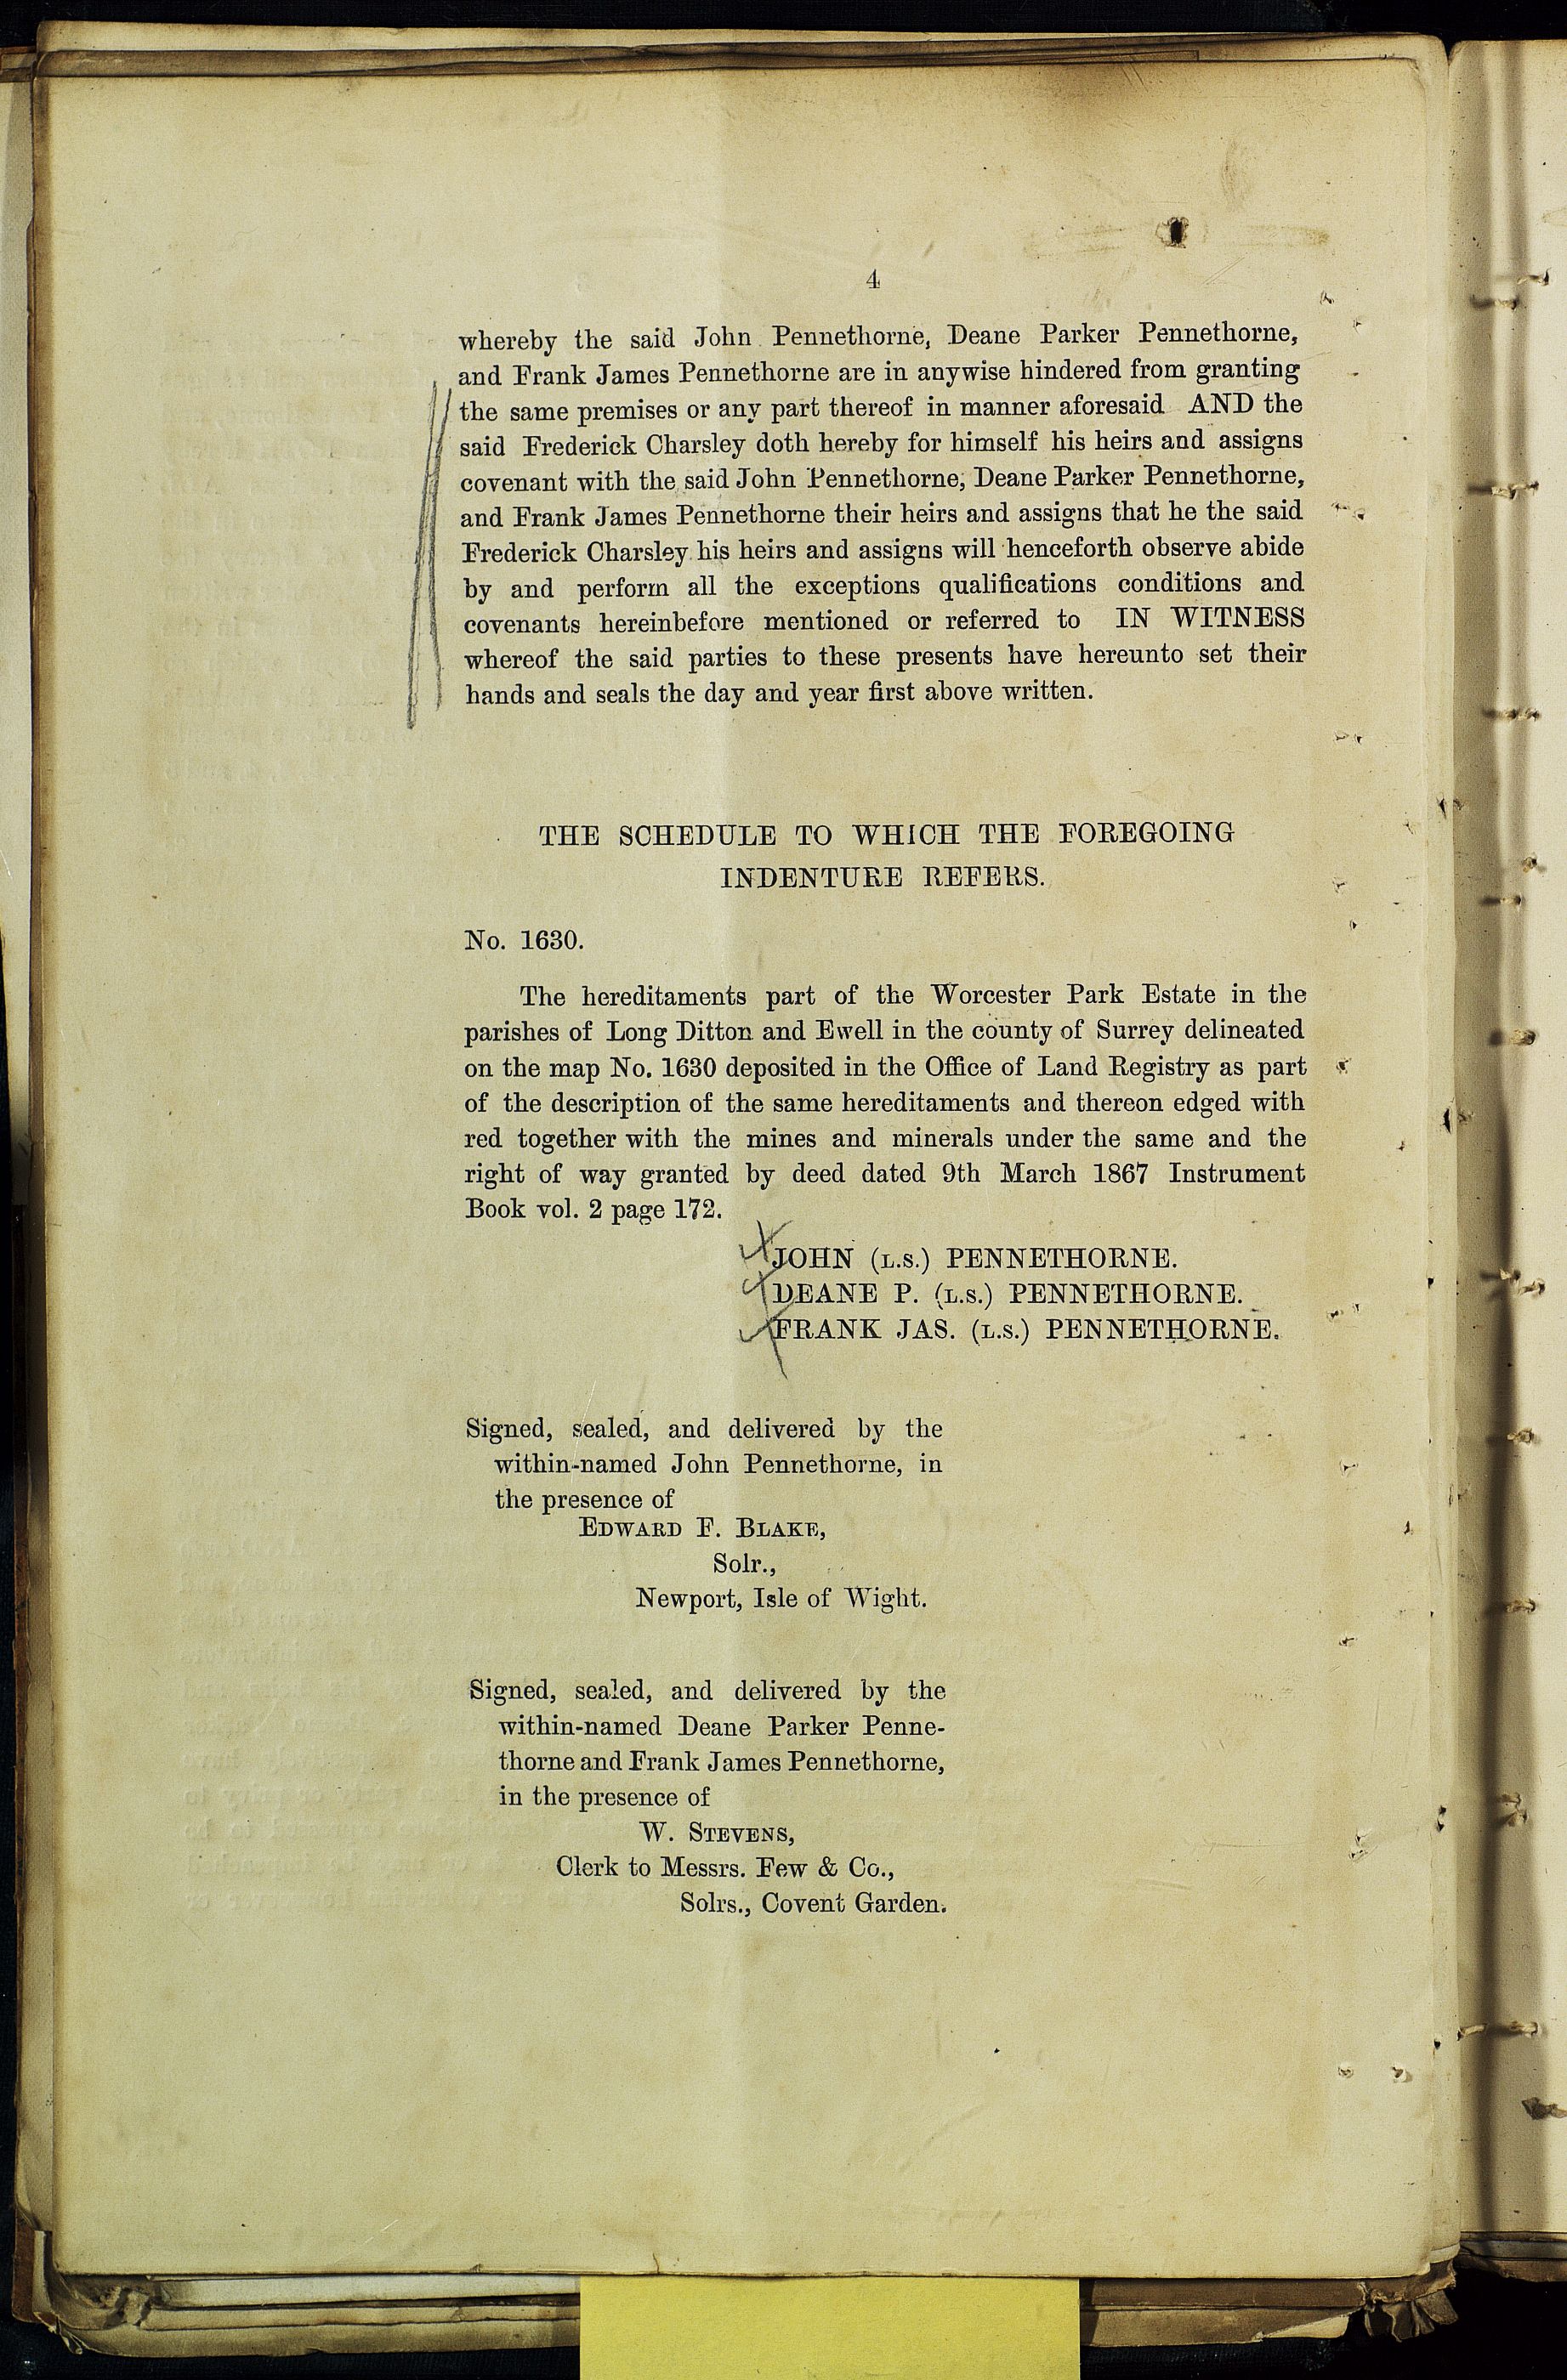 4
whereby the said John Pennethorne, Deane Parker Pennethorne,
and Frank James Pennethorne are in anywise hindered from granting
the same premises or any part thereof in manner aforesaid AND the
said Frederick Charsley doth hereby for himself his heirs and assigns
covenant with the said John Pennethorne, Deane Parker Pennethorne,
and Frank James Pennethorne their heirs and assigns that he the said
Frederick Charsley his heirs and assigns will henceforth observe abide
by and perform all the exceptions qualifications conditions and
covenants hereinbefore mentioned or referred to IN WITNESS
whereof the said parties to these presents have hereunto set their
hands and seals the day and year first above written.
THE SCHEDULE TO WHICH THE FOREGOING
INDENTURE REFERS.
No. 1630.
The hereditaments part of the Worcester Park Estate in the
parishes of Long Ditton and Ewell in the county of Surrey delineated
on the map No. 1630 deposited in the Office of Land Registry as part
of the description of the same hereditaments and thereon edged with
red together with the mines and minerals under the same and the
right of way granted by deed dated 9th March 1867 Instrument
Book vol. 2 page 172.
JOHN (L.S.) PENNETHORNE.
DEANE P. (L.S.) PENNETHORNE.
FRANK JAS. (L.S.) PENNETHORNE.
Signed, sealed, and delivered by the
within-named John Pennethorne, in
the presence of
EDWARD F. BLAKE,
Solr.,
Newport, Isle of Wight.
Signed, sealed, and delivered by the
within-named Deane Parker Penne-
thorne and Frank James Pennethorne,
in the presence of
W. STEVENS,
Clerk to Messrs. Few & Co.,
Solrs., Covent Garden.